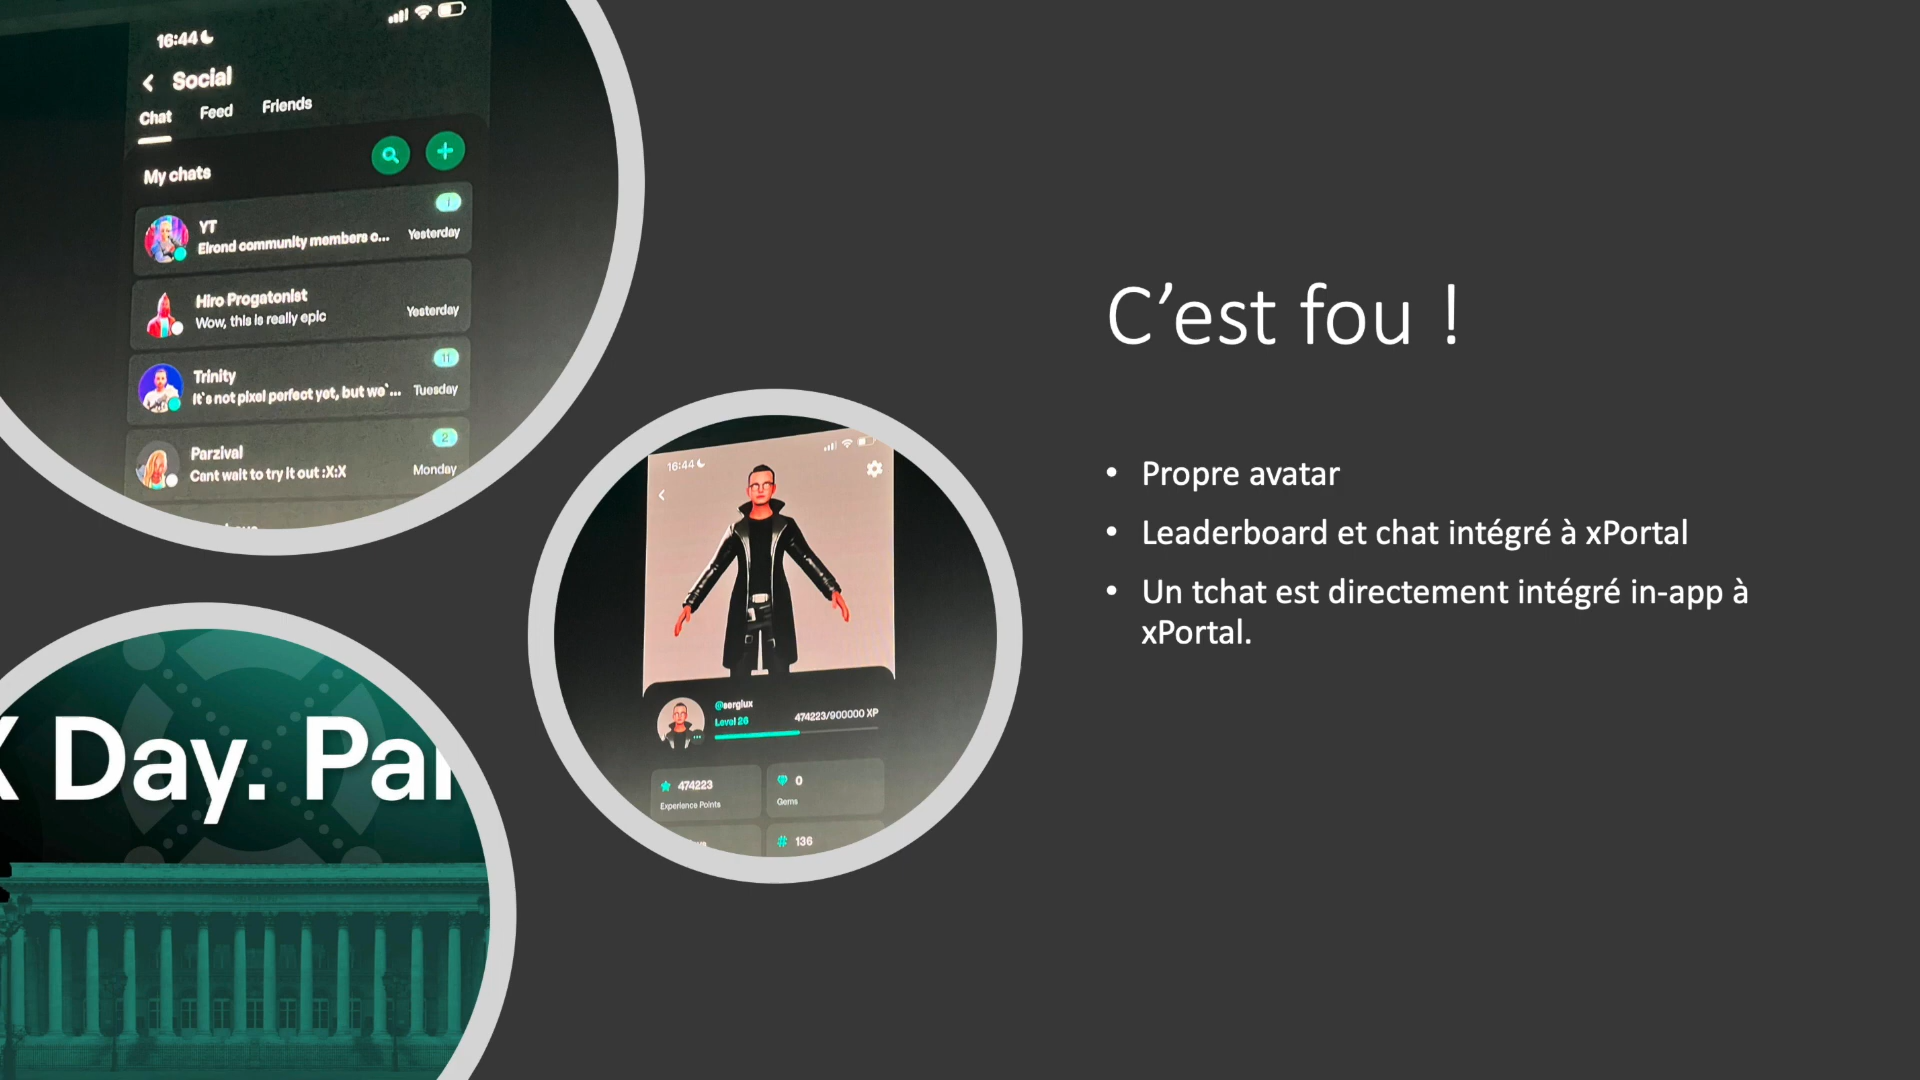 16:44
Social
Chat Feed Friends
My chats
YT
1
Elrond community members o...
Yesterday
Hiro Progatonist
Wow, this is really epic
Yesterday
Trinity
11
It's not pixel perfect yet, but we'...
Tuesday
Parzival
2
Cant wait to try it out :X:X
Monday
C'est fou !
• Propre avatar
• Leaderboard et chat intégré à xPortal
• Un tchat est directement intégré in-app à
xPortal.
16:44
@sergiux
Level 26
474223/900000 XP
474223
Experience Points
0
Gems
# 136
X Day. Par